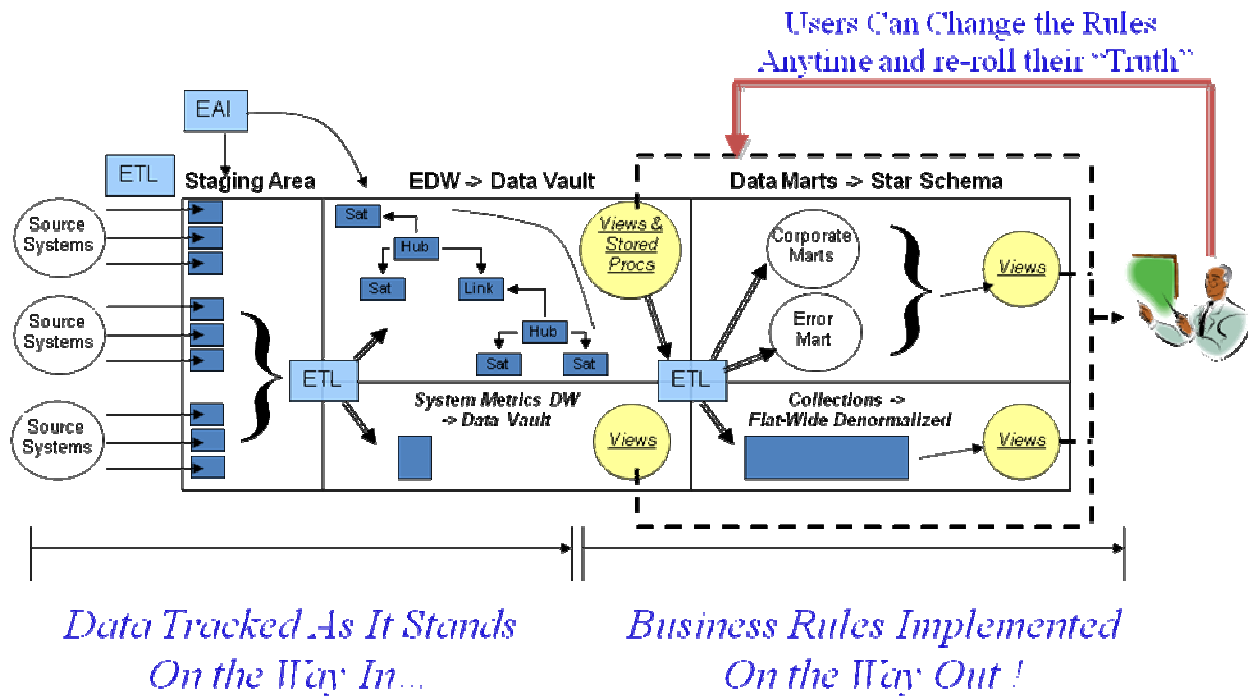 Users Can Change the Rules
Anytime and re-roll their “Truth”
EAI
ETL
Staging Area
EDW -> Data Vault
Data Marts -> Star Schema
Source
Systems
Source
Systems
Source
Systems
Sat
Hub
Sat
Link
Hub
Sat
Sat
Views &
Stored
Procs
Corporate
Marts
Error
Mart
Views
ETL
ETL
System Metrics DW
-> Data Vault
Views
Collections ->
Flat-Wide Denormalized
Views
Data Tracked As It Stands
On the Way In...
Business Rules Implemented
On the Way Out !